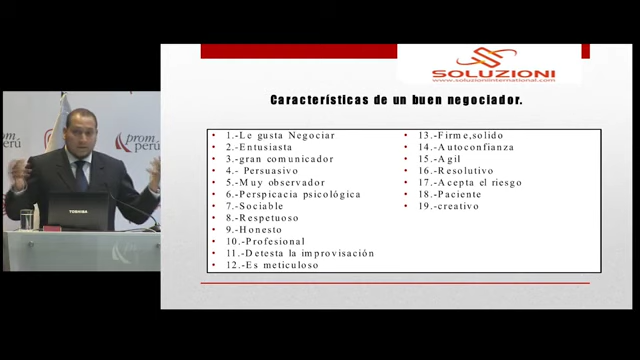 SOLUZIONI
www.soluzioniinternational.com
Características de un buen negociador.
1.-Le gusta Negociar
2.-Entusiasta
3.-gran comunicador
4.- Persuasivo
5.-Muy observador
6.-Perspicacia psicológica
7.-Sociable
8.-Respetuoso
9.-Honesto
10.-Profesional
11.-Detesta la improvisación
12.-Es meticuloso
13.-Firme,solido
14.-Autoconfianza
15.-Agil
16.-Resolutivo
17.-Acepta el riesgo
18.-Paciente
19.-creativo
prom
perú
prom
perú
TOSHIBA